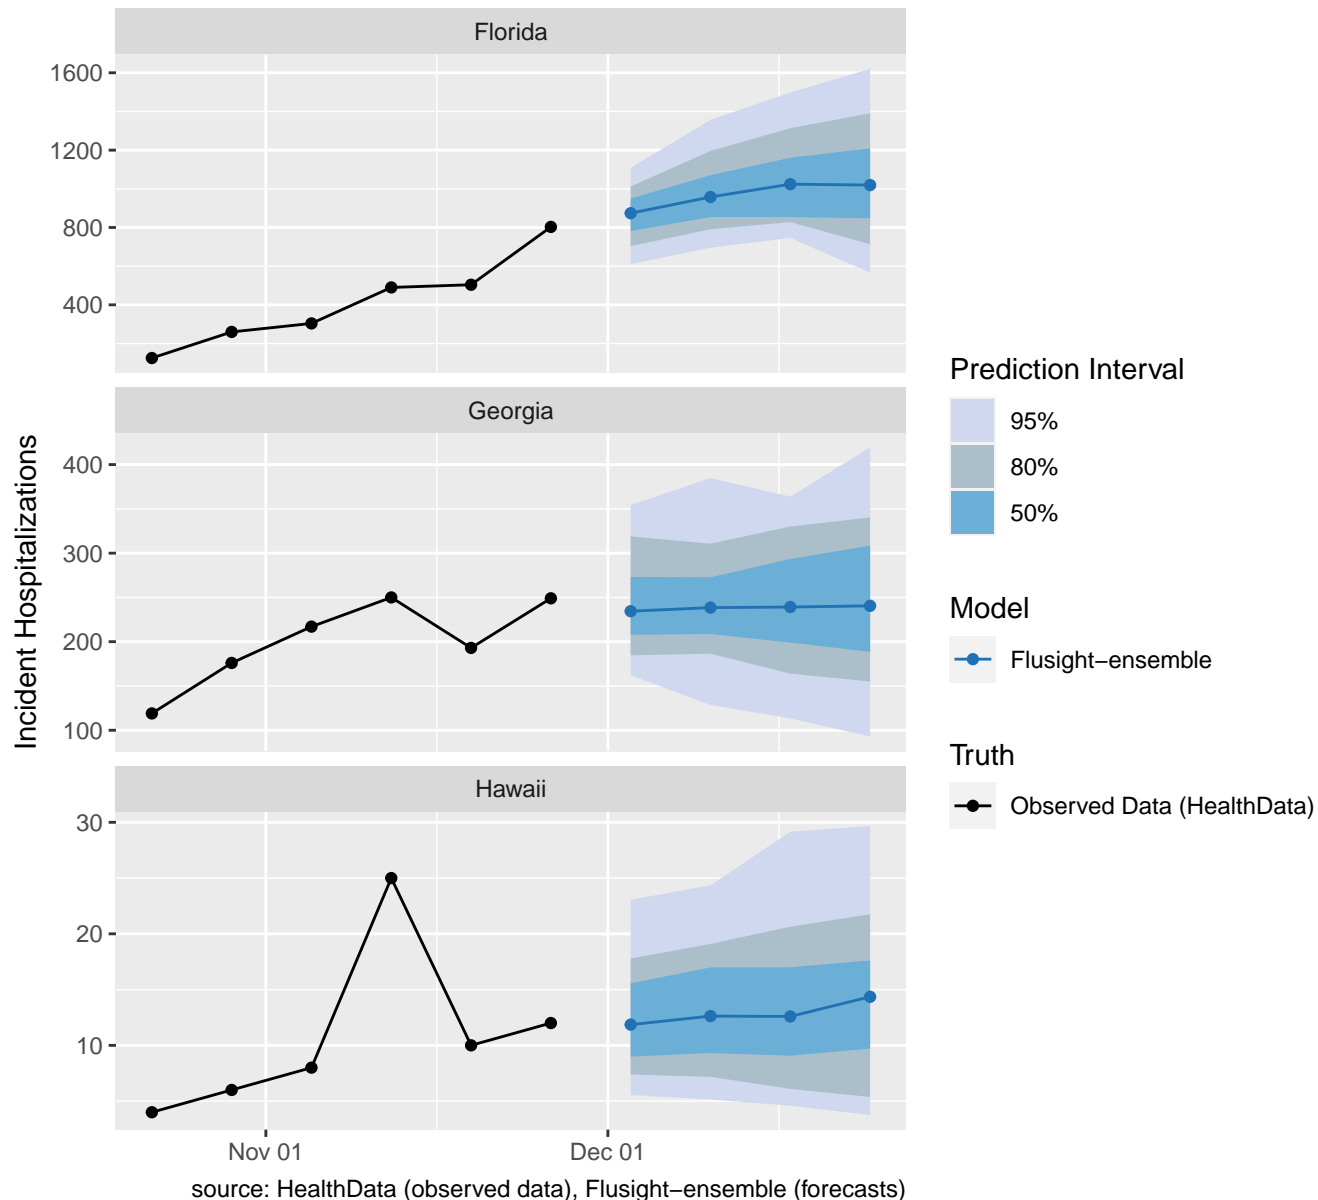 Florida
1600
1200
800
400
Georgia
400
300
200
100
Hawaii
30
20
10
Nov 01
Dec 01
Incident Hospitalizations
source: HealthData (observed data), Flusight−ensemble (forecasts)
Prediction Interval
95%
80%
50%
Model
Flusight−ensemble
Truth
Observed Data (HealthData)